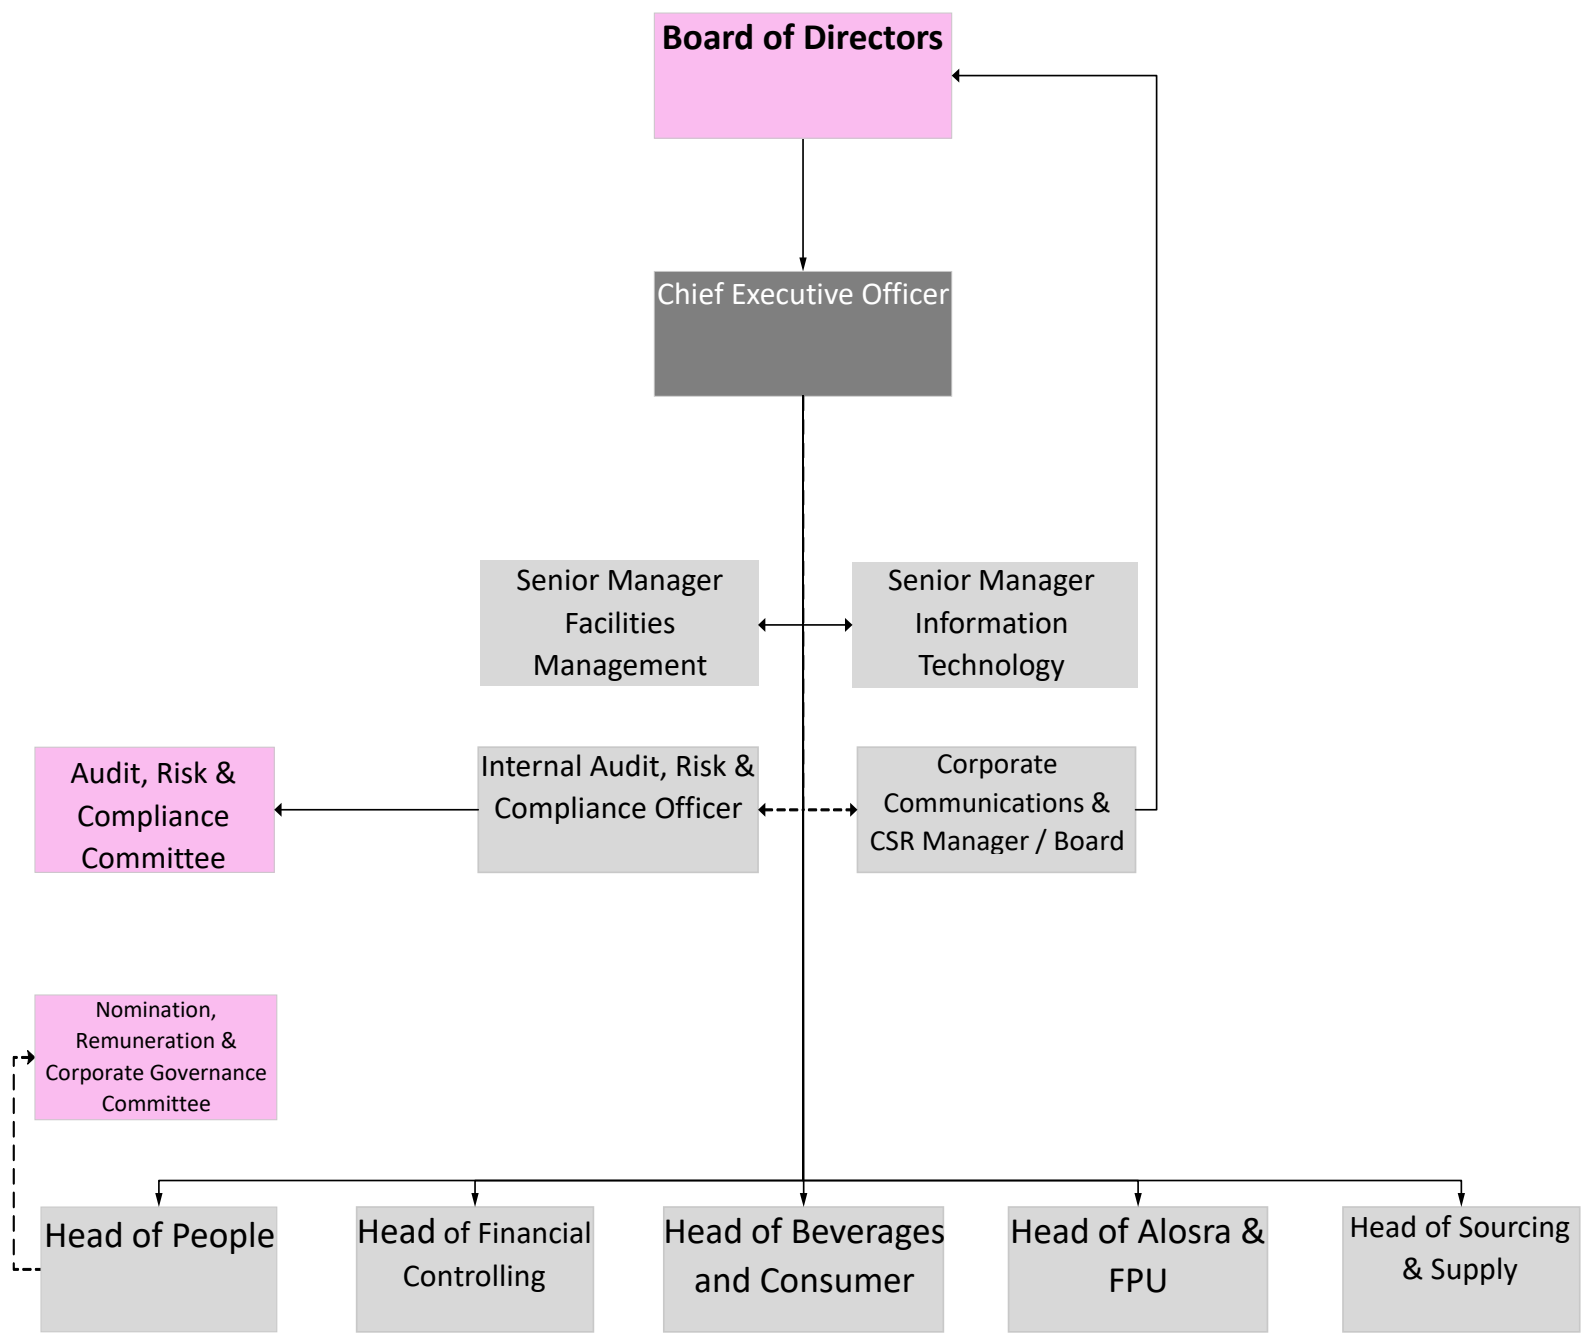 Board of Directors
Chief Executive Officer
Senior Manager
Facilities
Management
Senior Manager
Information
Technology
Audit, Risk &
Compliance
Committee
Internal Audit, Risk &
Compliance Officer
Corporate
Communications &
CSR Manager / Board
Nomination,
Remuneration &
Corporate Governance
Committee
Head of People
Head of Financial
Controlling
Head of Beverages
and Consumer
Head of Alosra &
FPU
Head of Sourcing
& Supply